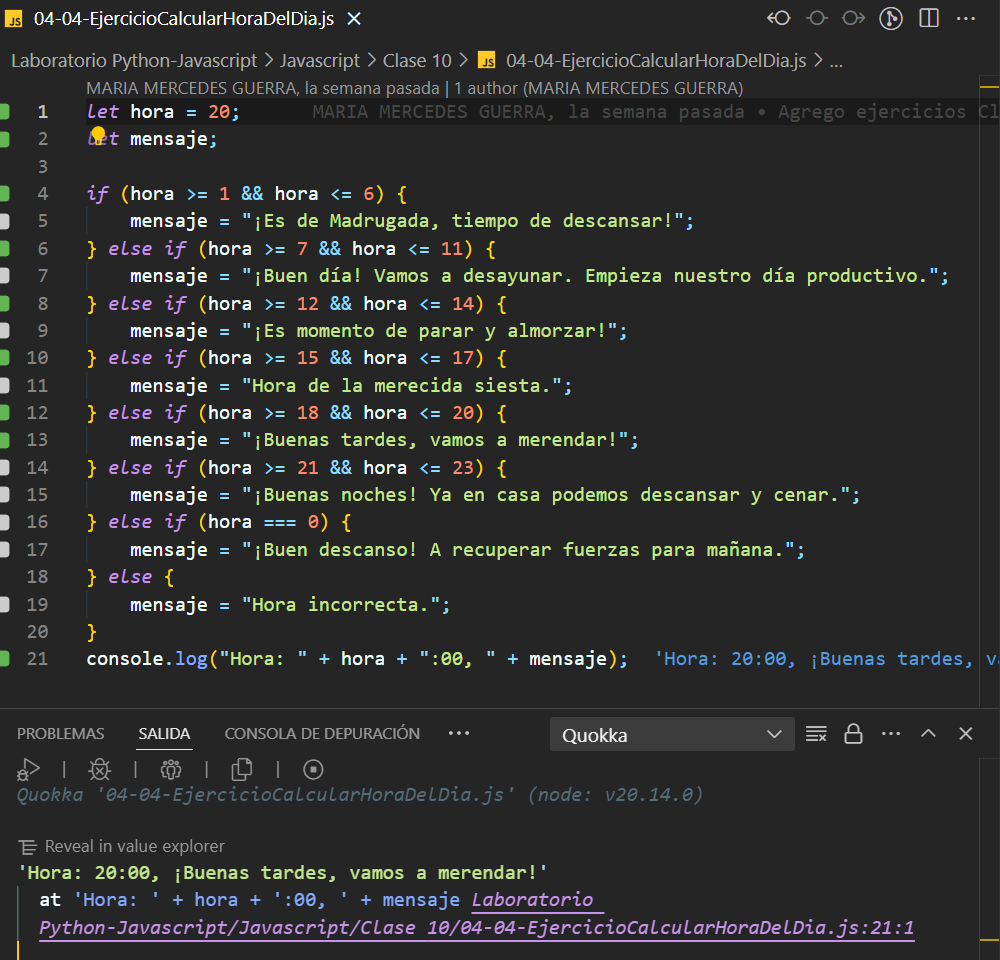 JS 04-04-EjercicioCalcularHoraDelDia.js
Laboratorio Python-Javascript > Javascript > Clase 10 > JS 04-04-EjercicioCalcularHoraDelDia.js > ...
MARIA MERCEDES GUERRA, la semana pasada | 1 author (MARIA MERCEDES GUERRA)
1 let hora = 20; MARIA MERCEDES GUERRA, la semana pasada • Agrego ejercicios Cl
2 let mensaje;
3
4 if (hora >= 1 && hora <= 6) {
5 mensaje = "¡Es de Madrugada, tiempo de descansar!";
6 } else if (hora >= 7 && hora <= 11) {
7 mensaje = "¡Buen día! Vamos a desayunar. Empieza nuestro día productivo.";
8 } else if (hora >= 12 && hora <= 14) {
9 mensaje = "¡Es momento de parar y almorzar!";
10 } else if (hora >= 15 && hora <= 17) {
11 mensaje = "Hora de la merecida siesta.";
12 } else if (hora >= 18 && hora <= 20) {
13 mensaje = "¡Buenas tardes, vamos a merendar!";
14 } else if (hora >= 21 && hora <= 23) {
15 mensaje = "¡Buenas noches! Ya en casa podemos descansar y cenar.";
16 } else if (hora === 0) {
17 mensaje = "¡Buen descanso! A recuperar fuerzas para mañana.";
18 } else {
19 mensaje = "Hora incorrecta.";
20 }
21 console.log("Hora: " + hora + ":00, " + mensaje); 'Hora: 20:00, ¡Buenas tardes, va
PROBLEMAS SALIDA CONSOLA DE DEPURACIÓN ... Quokka
Quokka '04-04-EjercicioCalcularHoraDelDia.js' (node: v20.14.0)
Reveal in value explorer
'Hora: 20:00, ¡Buenas tardes, vamos a merendar!'
at 'Hora: ' + hora + ':00, ' + mensaje Laboratorio
Python-Javascript/Javascript/Clase 10/04-04-EjercicioCalcularHoraDelDia.js:21:1